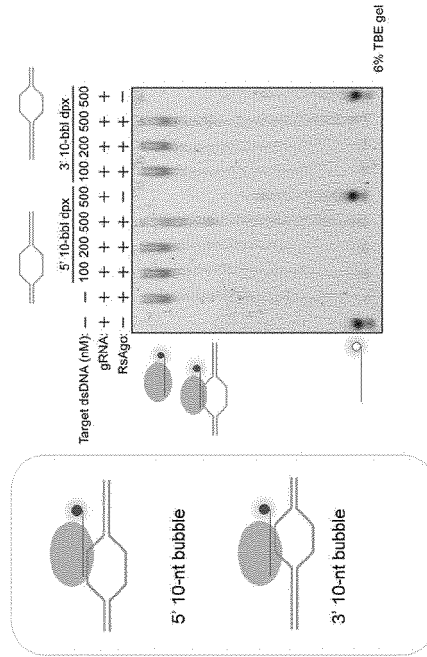 5' 10-nt bubble
3' 10-nt bubble
5' 10-bbl dpx 3' 10-bbl dpx
Target dsDNA (nM): – – 100 200 500 500 100 200 500 500
gRNA: + + + + + + + + + +
RsAgo: – + + + + – + + + –
6% TBE gel